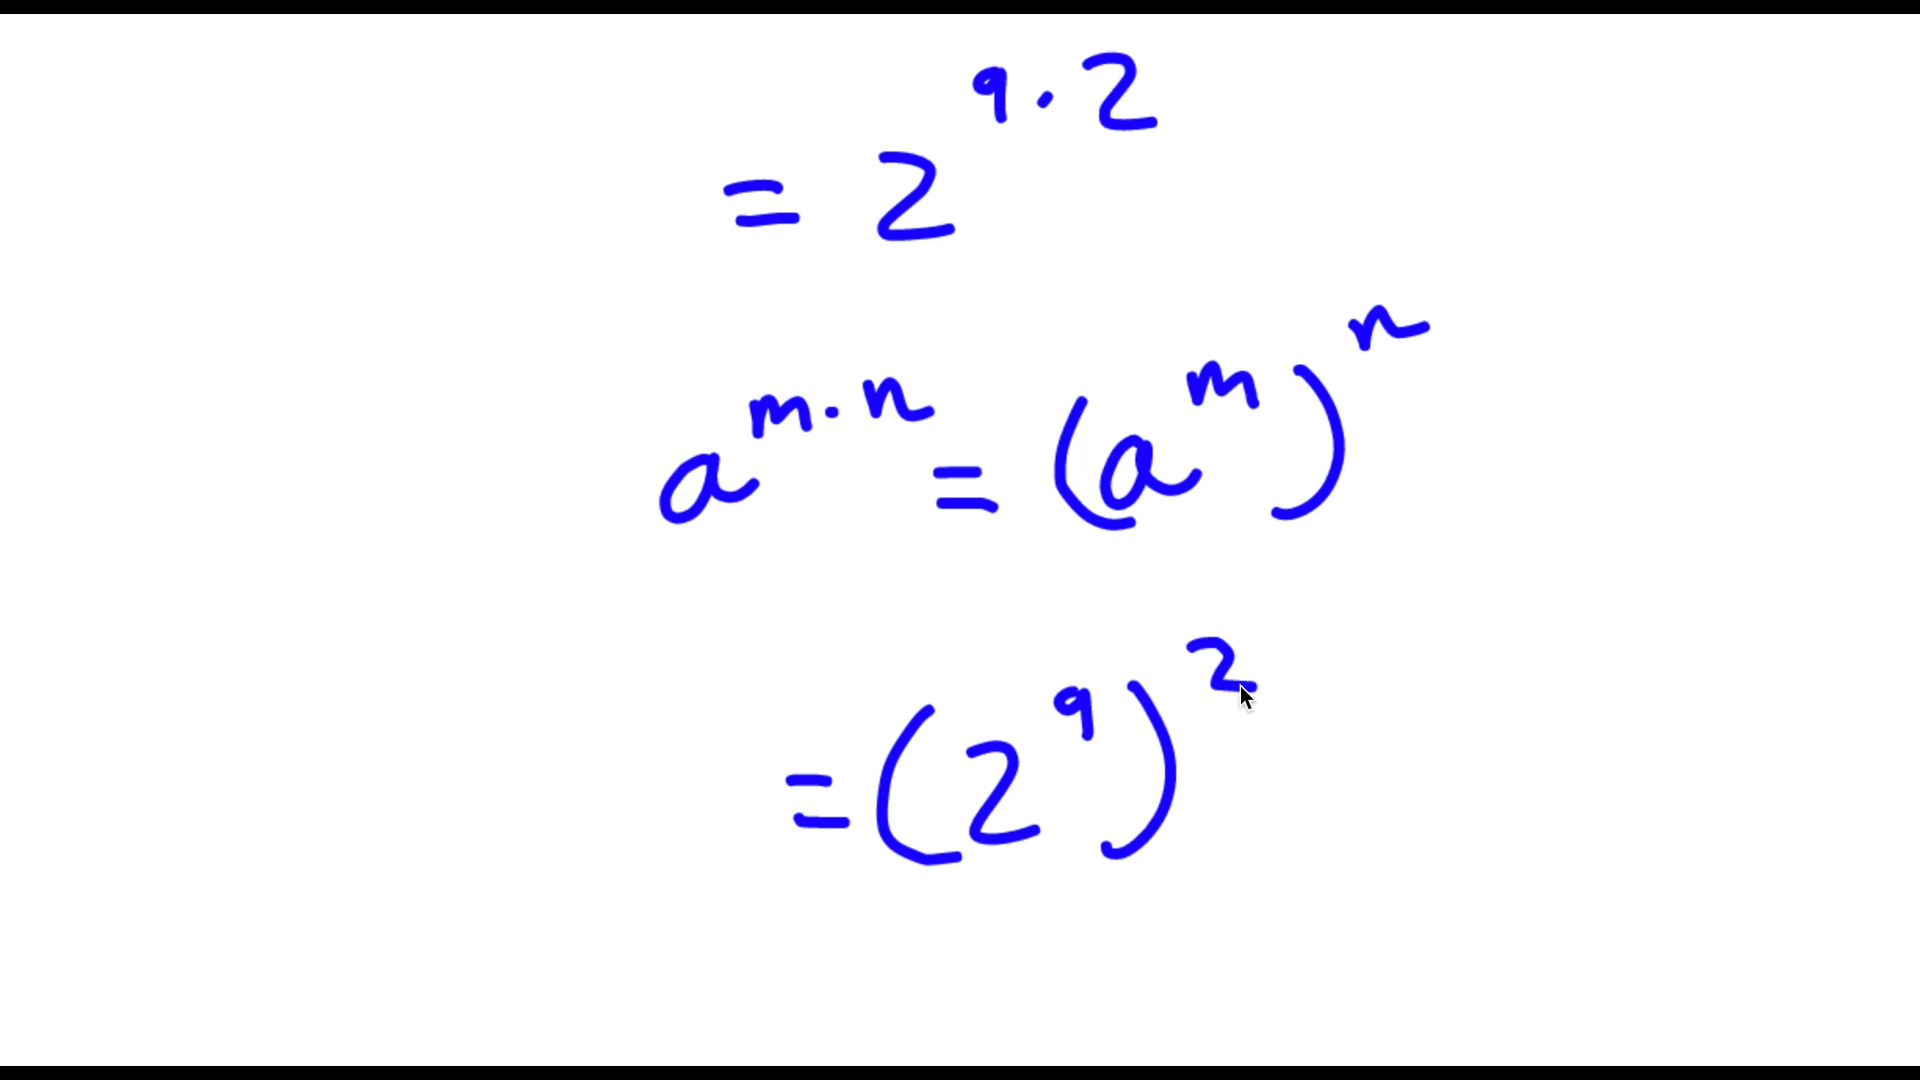 = 2^{9 · 2}
a^{m · n} = (a^m)^n
= (2^9)^2